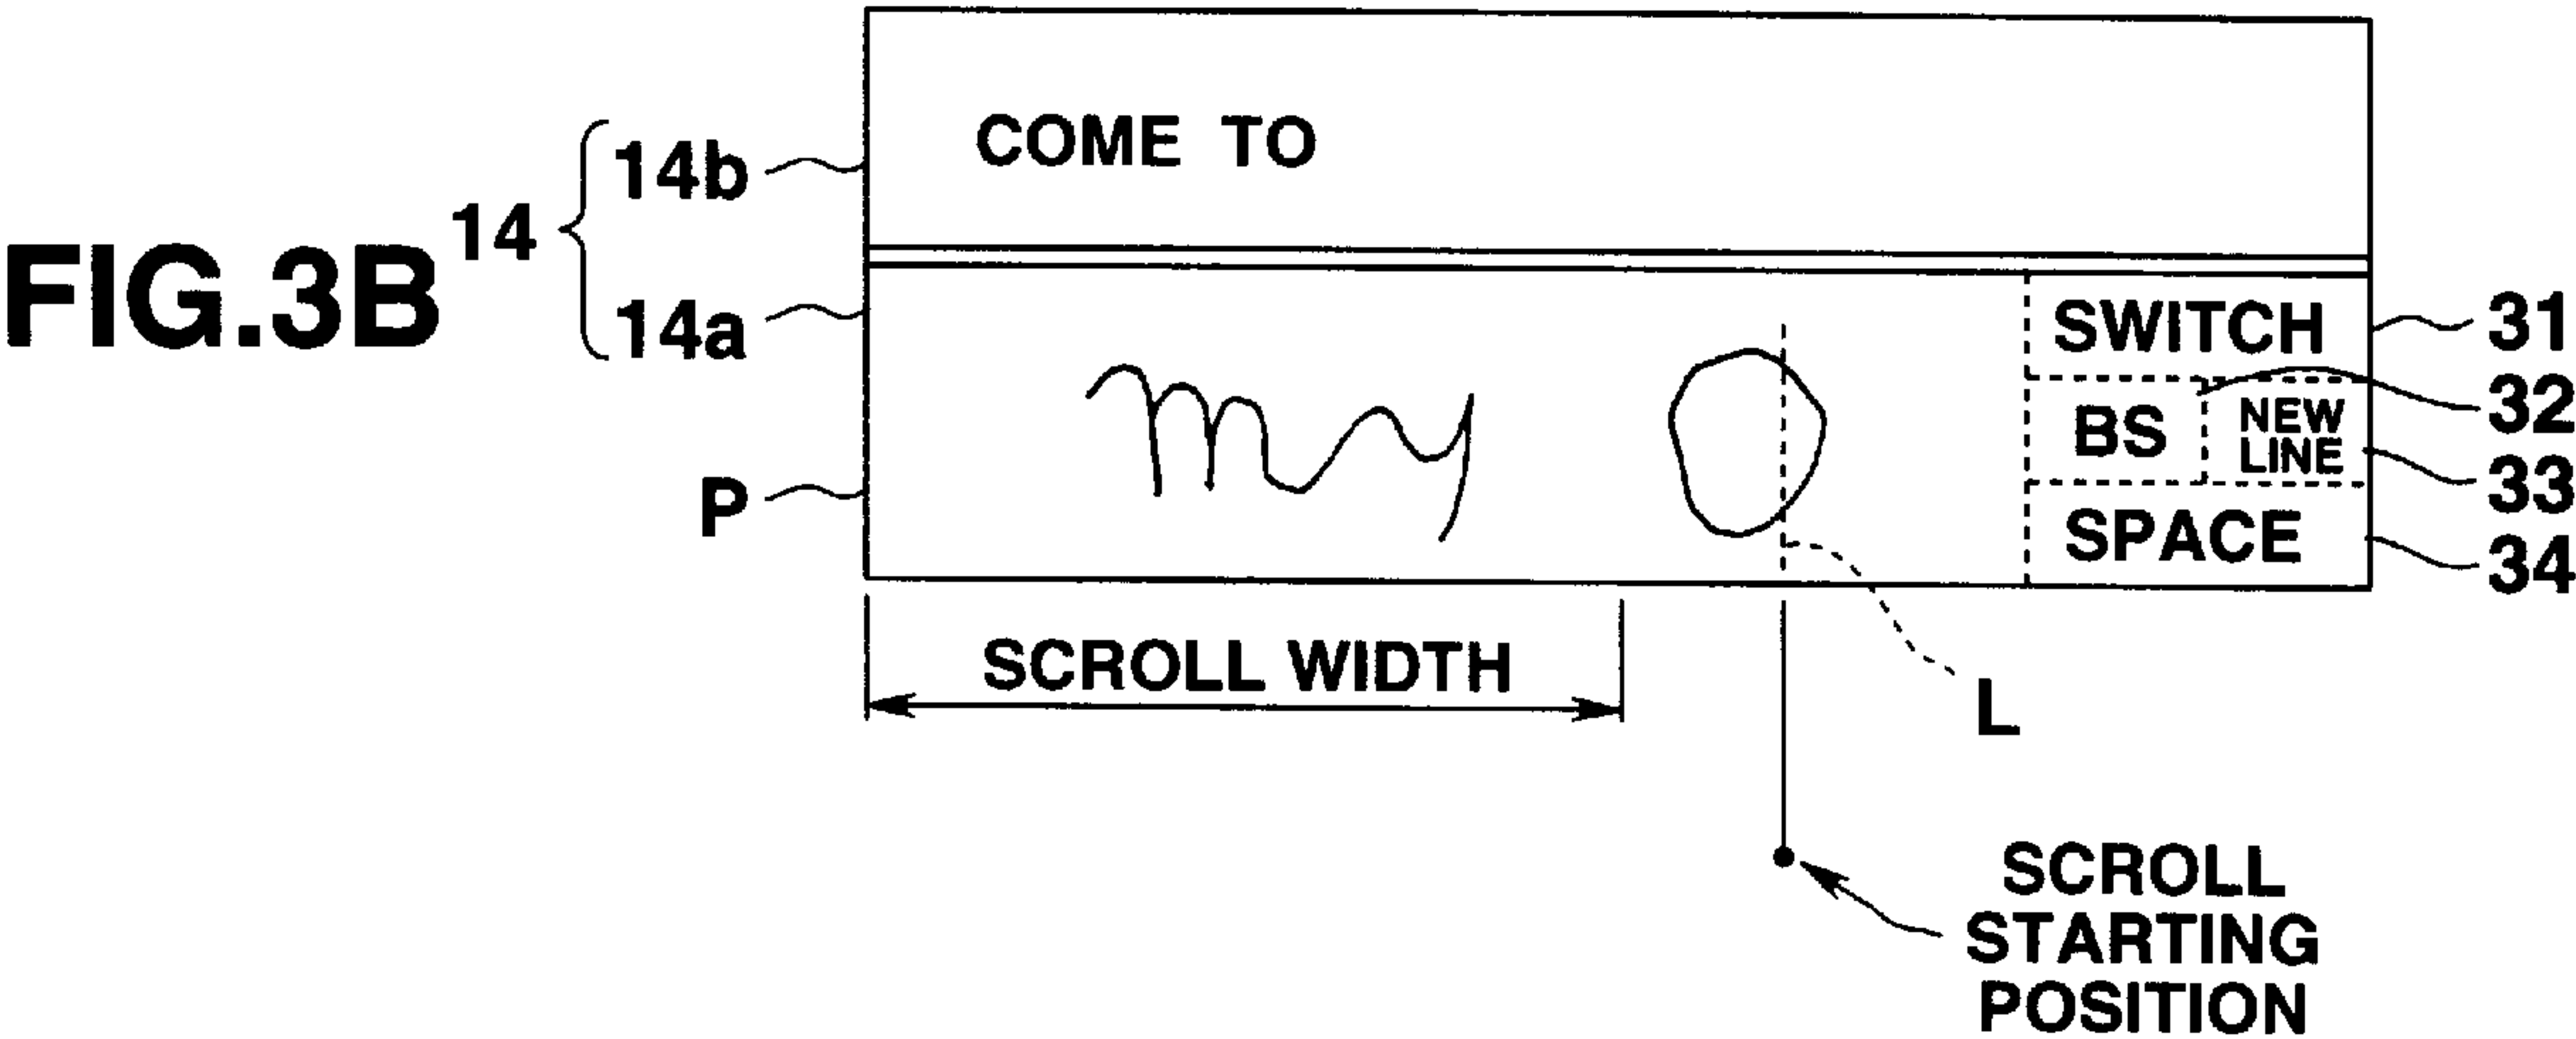 FIG.3B
14
14b
14a
P
COME TO
my O
SWITCH
BS
NEW
LINE
SPACE
31
32
33
34
SCROLL WIDTH
L
SCROLL
STARTING
POSITION